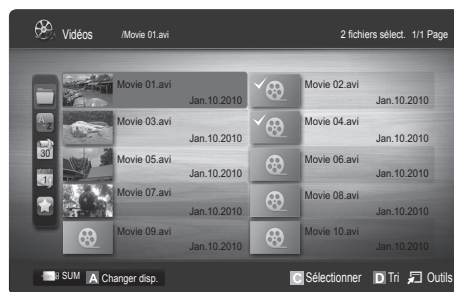 Vidéos /Movie 01.avi 2 fichiers sélect. 1/1 Page
Movie 01.avi Movie 02.avi
Jan.10.2010 Jan.10.2010
Movie 03.avi Movie 04.avi
Jan.10.2010 Jan.10.2010
Movie 05.avi Movie 06.avi
Jan.10.2010 Jan.10.2010
Movie 07.avi Movie 08.avi
Jan.10.2010 Jan.10.2010
Movie 09.avi Movie 10.avi
Jan.10.2010 Jan.10.2010
SUM A Changer disp. C Sélectionner D Tri Outils